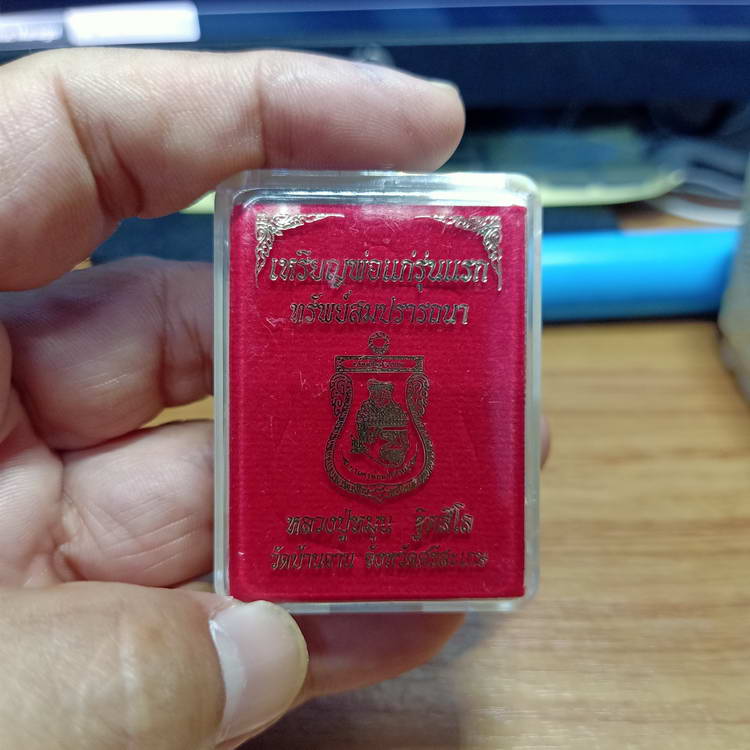 เหรียญพ่อแก่รุ่นแรก
ทรัพย์สมปรารถนา
หลวงปู่หมุน ฐิตสีโล
วัดบ้านจาน จังหวัดศรีสะเกษ